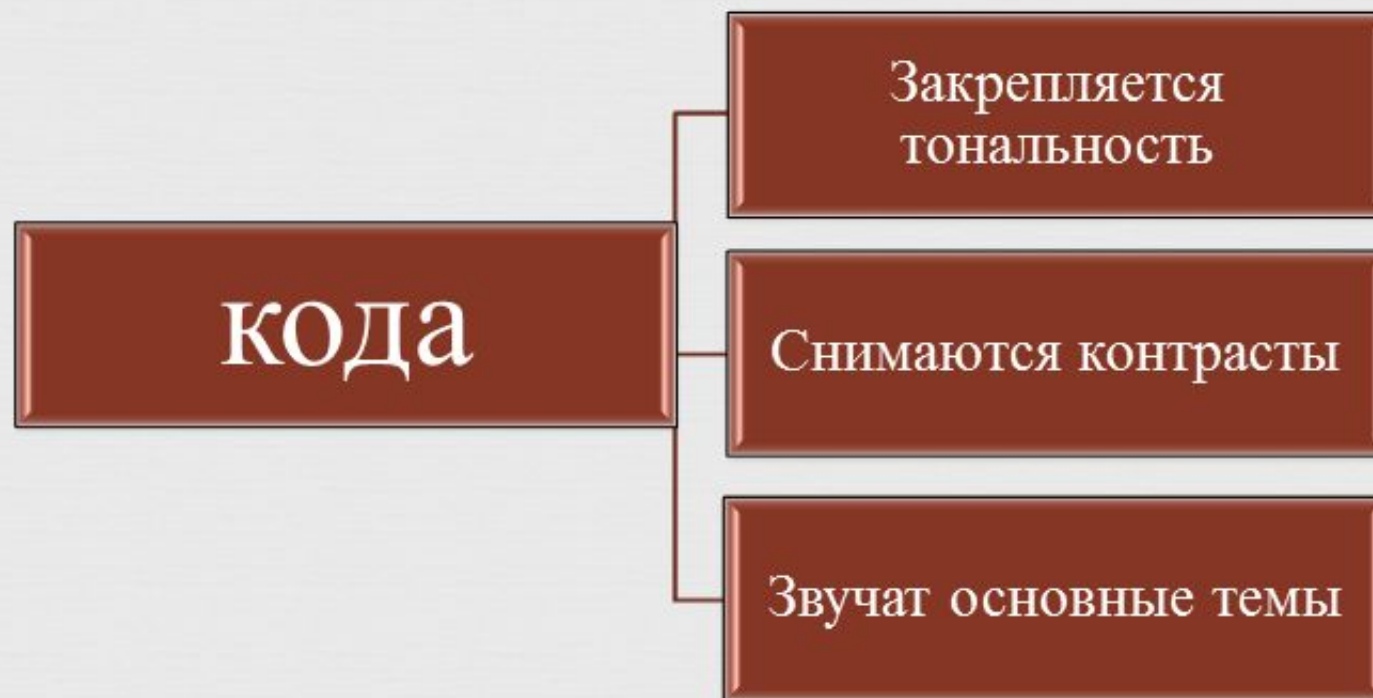 кода
Закрепляется
тональность
Снимаются контрасты
Звучат основные темы